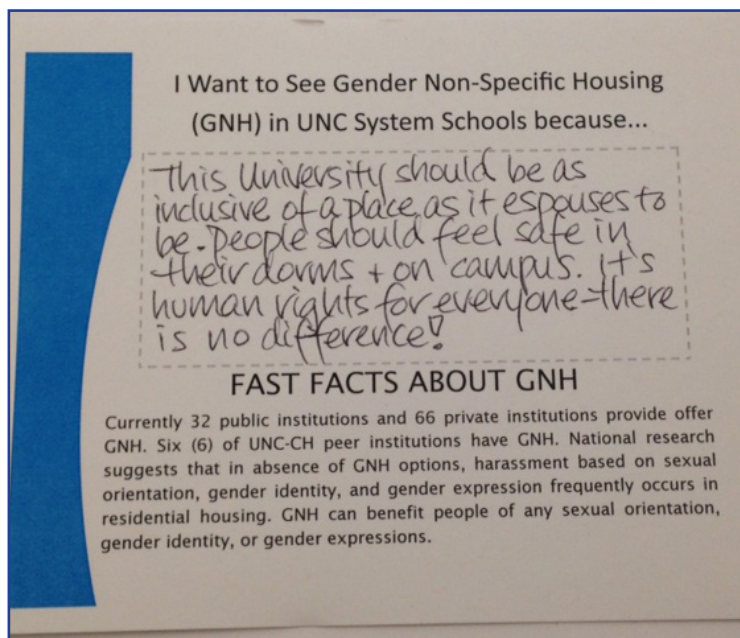 I Want to See Gender Non-Specific Housing
(GNH) in UNC System Schools because...
This University should be as
inclusive of a place as it espouses to
be. People should feel safe in
their dorms + on campus. It's
human rights for everyone-there
is no difference!
FAST FACTS ABOUT GNH
Currently 32 public institutions and 66 private institutions provide offer
GNH. Six (6) of UNC-CH peer institutions have GNH. National research
suggests that in absence of GNH options, harassment based on sexual
orientation, gender identity, and gender expression frequently occurs in
residential housing. GNH can benefit people of any sexual orientation,
gender identity, or gender expressions.